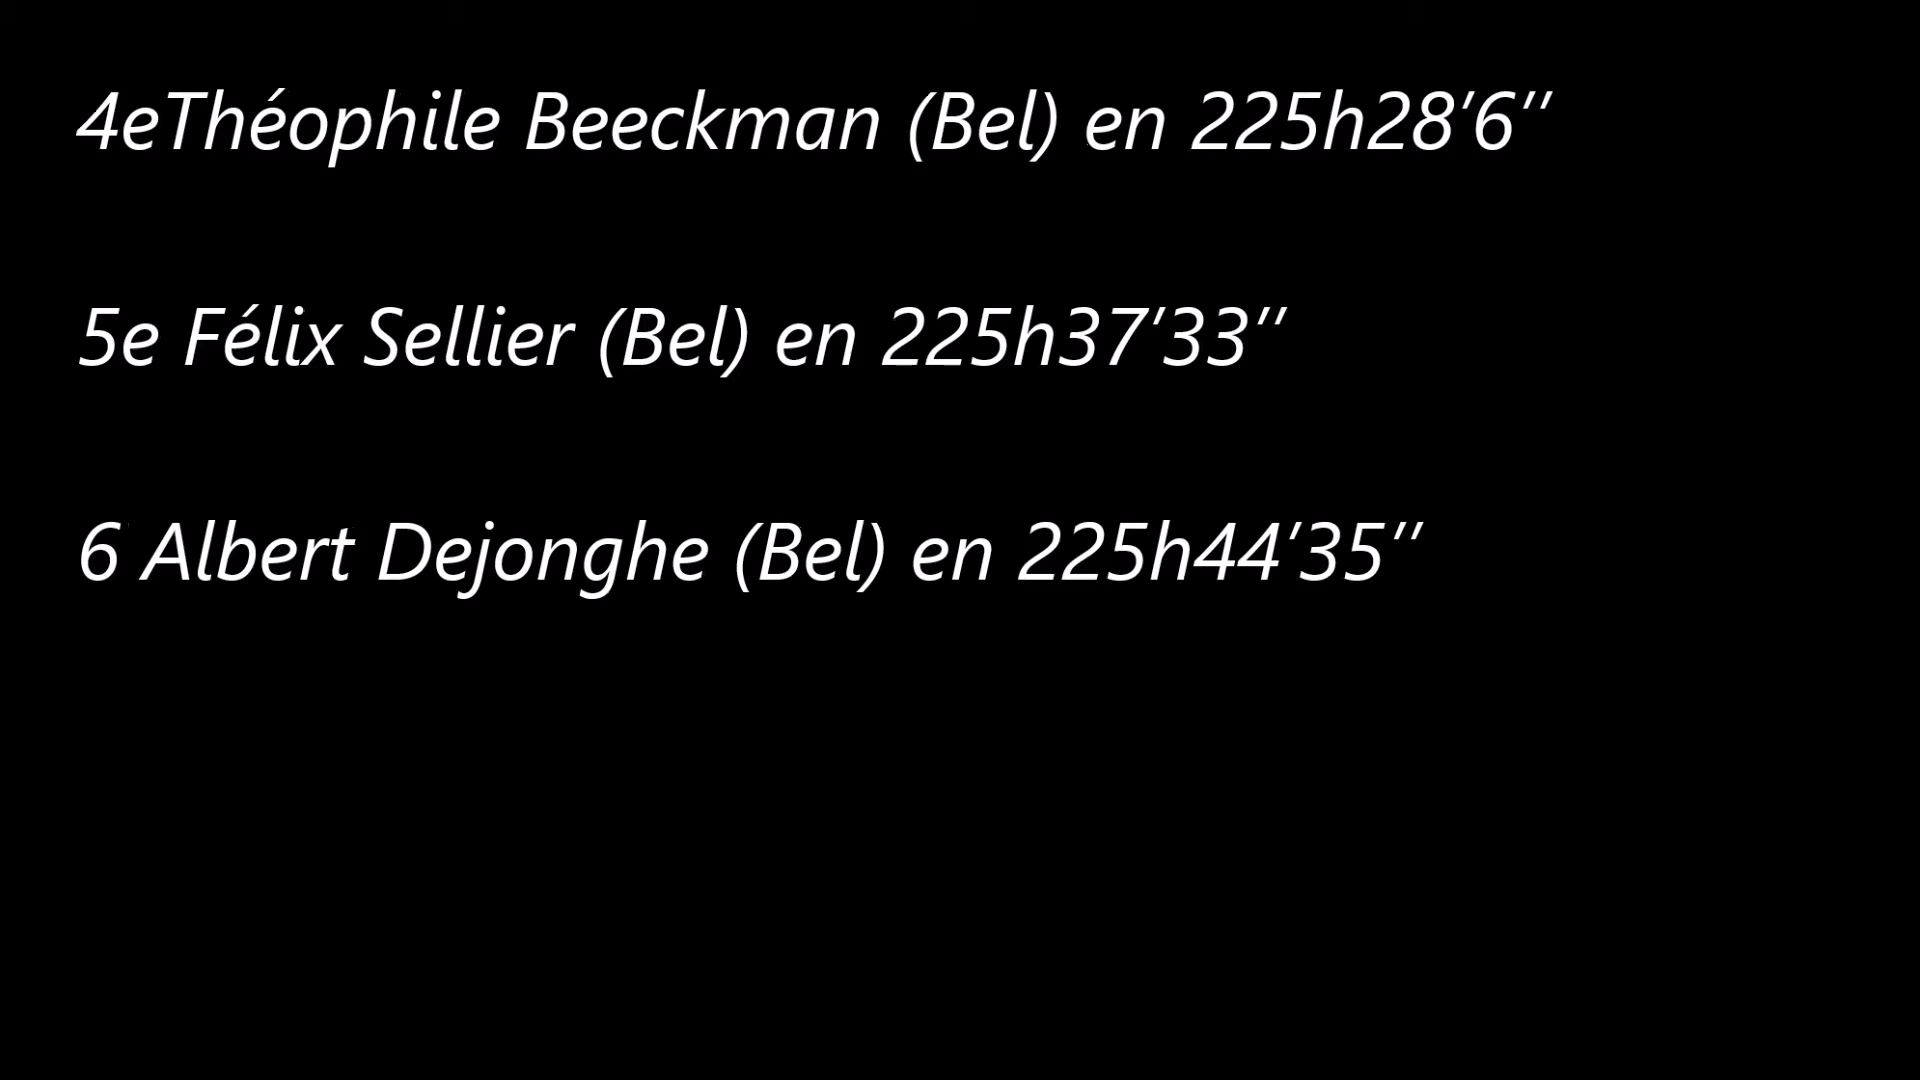 4eThéophile Beeckman (Bel) en 225h28’6’’
5e Félix Sellier (Bel) en 225h37’33’’
6 Albert Dejonghe (Bel) en 225h44’35’’